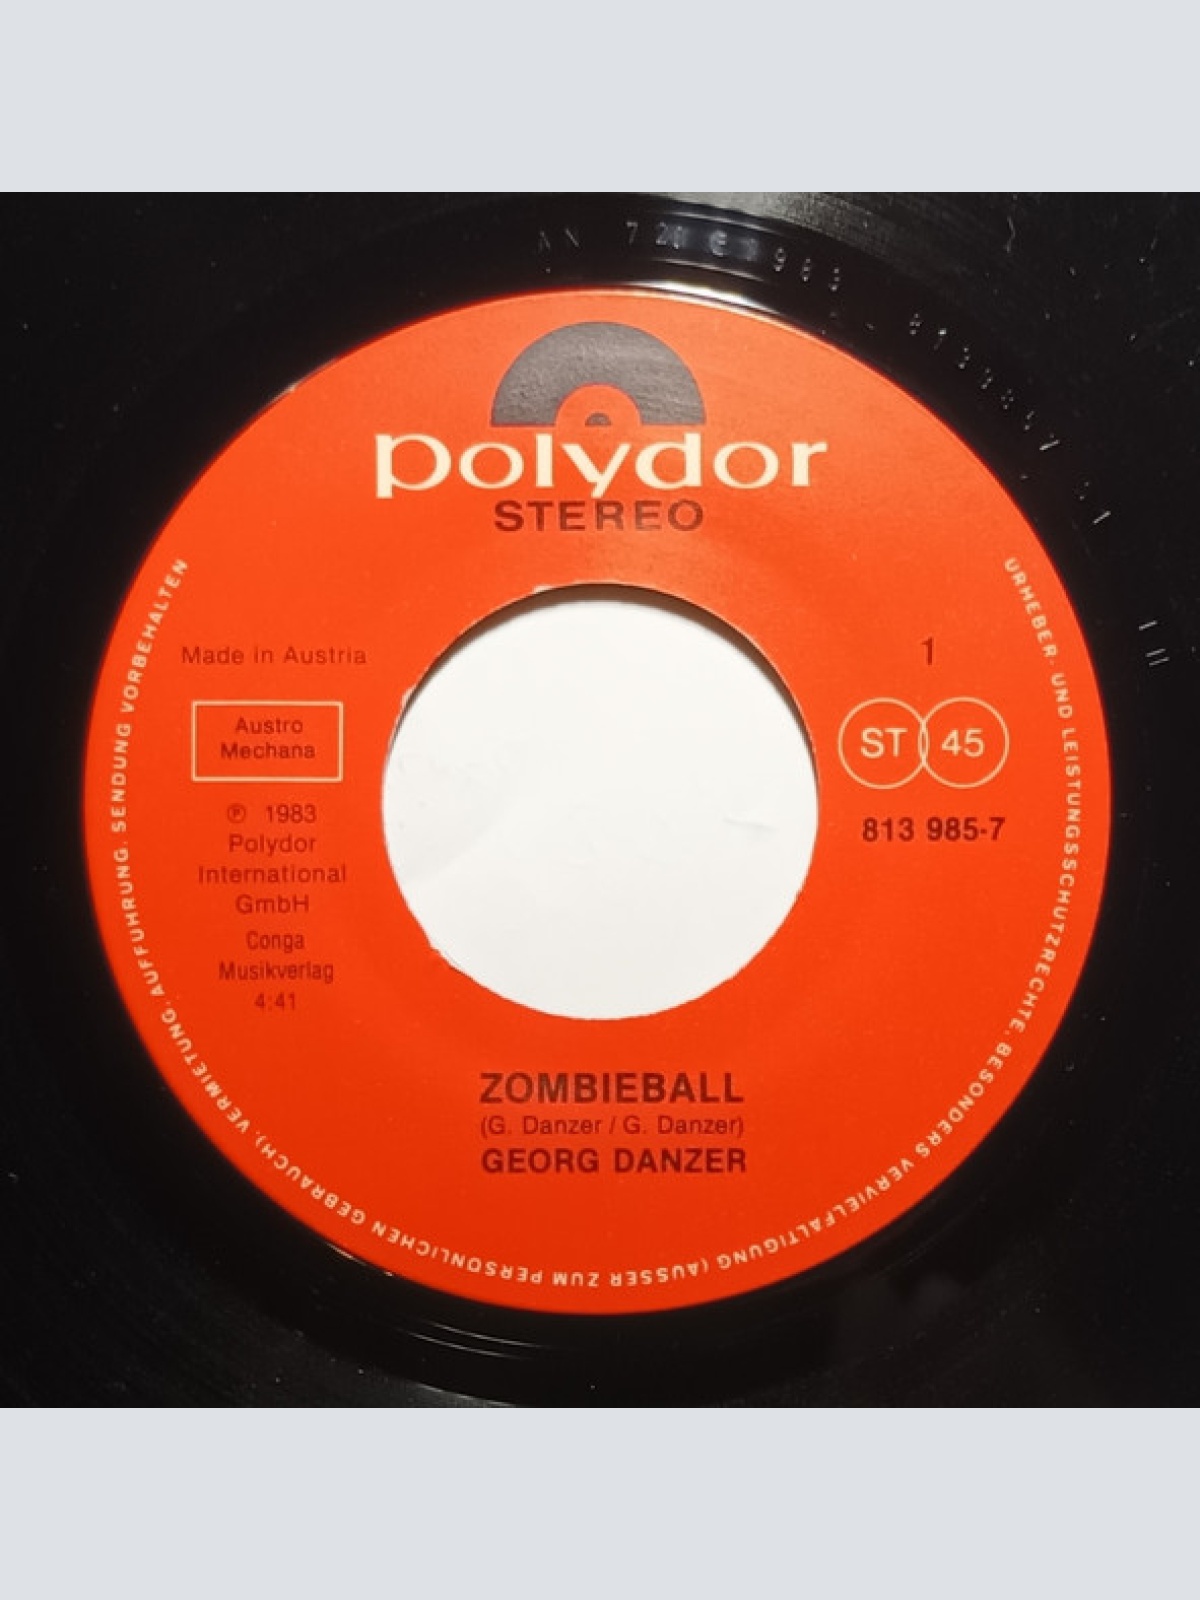 polydor
STEREO
Made in Austria
Austro
Mechana
℗ 1983
Polydor
International
GmbH
Conga
Musikverlag
4:41
1
ST 45
813 985-7
ZOMBIEBALL
(G. Danzer / G. Danzer)
GEORG DANZER
URHEBER- UND LEISTUNGSSCHUTZRECHTE, BESONDERS VERVIELFÄLTIGUNG (AUSSER ZUM PERSÖNLICHEN GEBRAUCH), VERMIETUNG, AUFFÜHRUNG, SENDUNG VORBEHALTEN